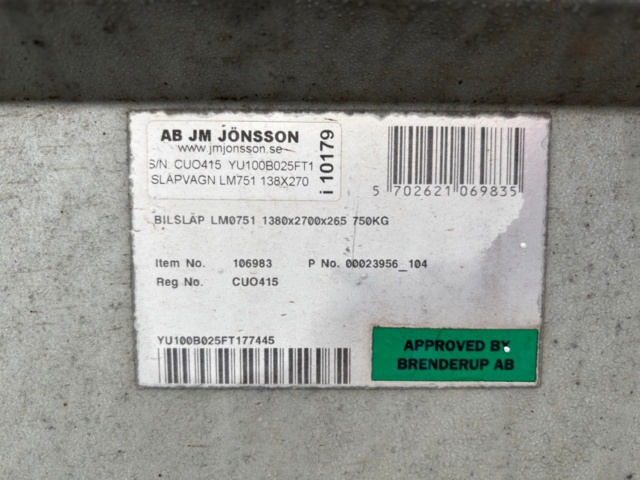 AB JM JÖNSSON
www.jmjonsson.se
S/N. CUO415 YU100B025FT1
SLÄPVAGN LM751 138X270
i 10179
5 702621 069835
BILSLÄP LM0751 1380x2700x265 750KG
Item No. 106983 P No. 00023956_104
Reg No. CUO415
YU100B025FT177445
APPROVED BY
BRENDERUP AB